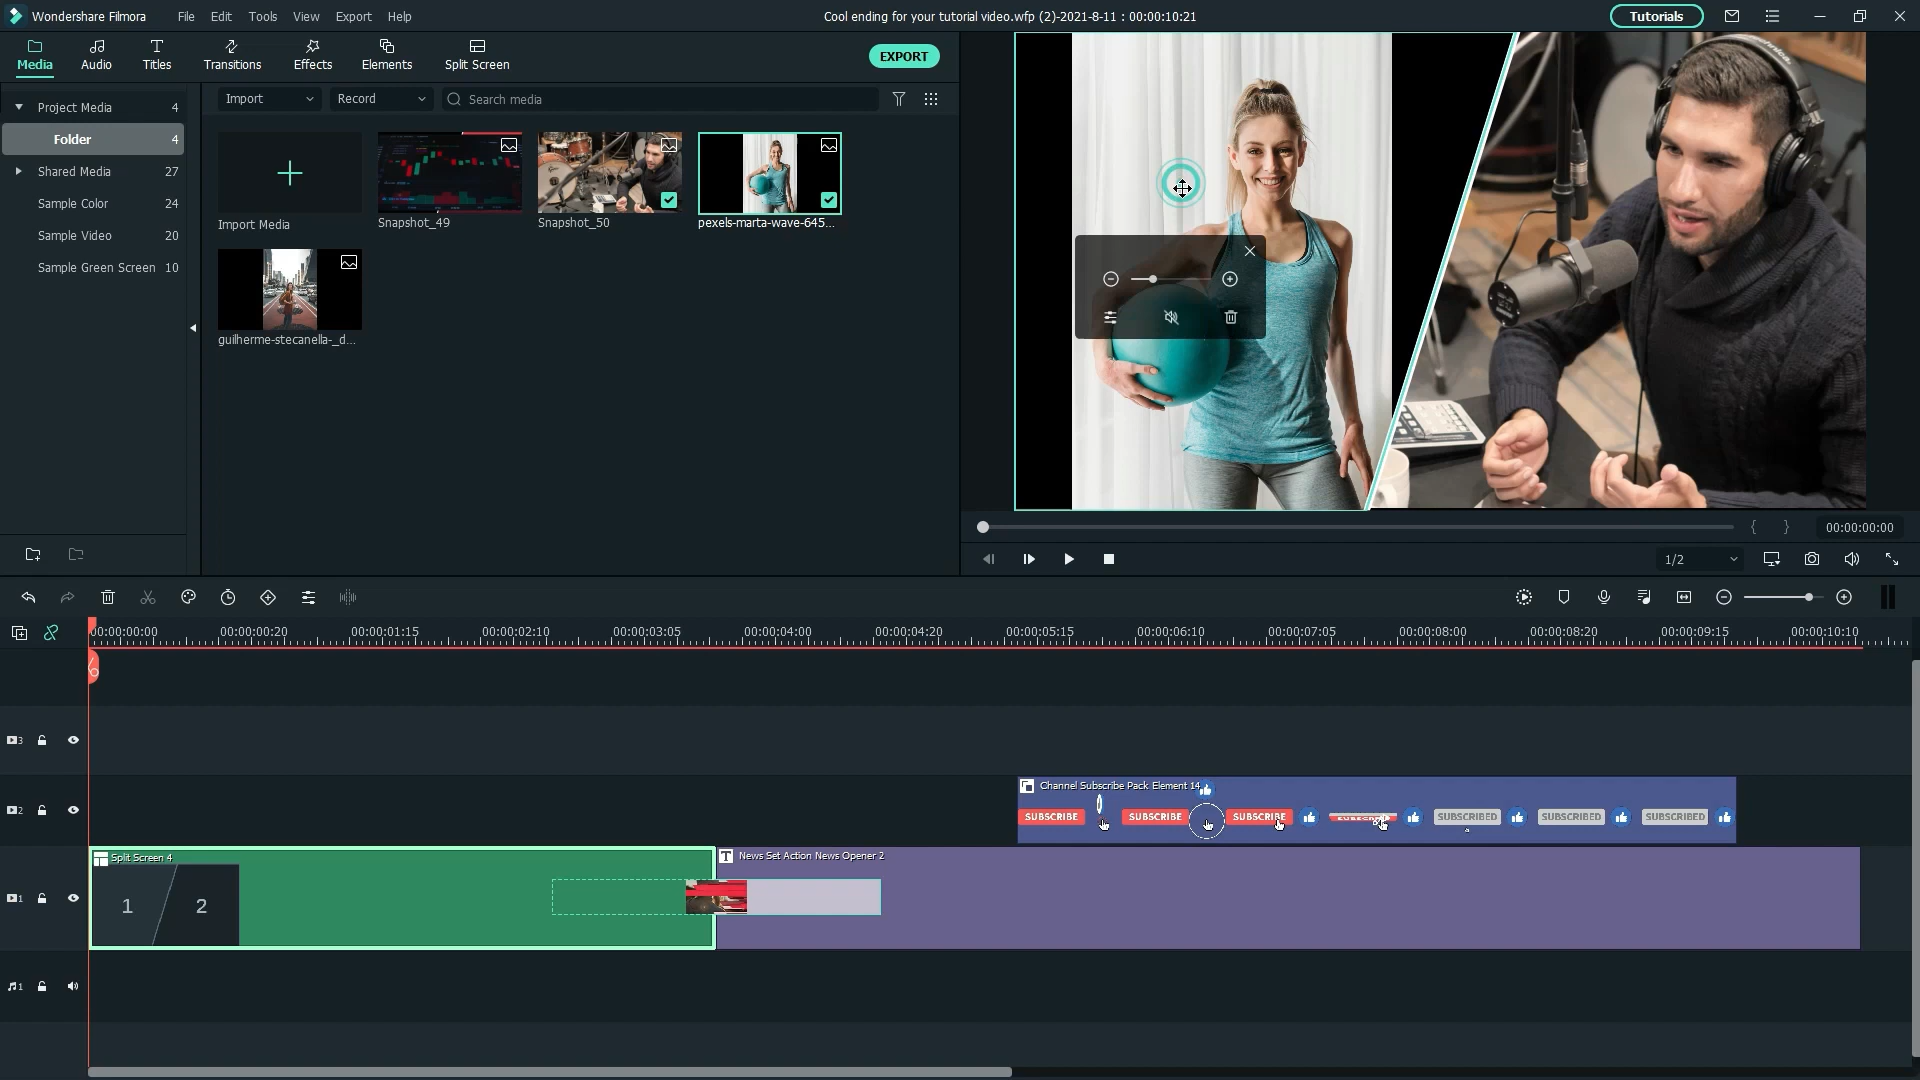 Wondershare Filmora File Edit Tools View Export Help Cool ending for your tutorial video.wfp (2)-2021-8-11 : 00:00:10:21 Tutorials
Media Audio Titles Transitions Effects Elements Split Screen EXPORT
Project Media 4 Import Record Search media
Folder 4
Shared Media 27
Sample Color 24
Sample Video 20
Sample Green Screen 10
Import Media Snapshot_49 Snapshot_50 pexels-marta-wave-645...
guilherme-stecanella-_d...
{ } 00:00:00:00
1/2
00:00:00:00 00:00:00:20 00:00:01:15 00:00:02:10 00:00:03:05 00:00:04:00 00:00:04:20 00:00:05:15 00:00:06:10 00:00:07:05 00:00:08:00 00:00:08:20 00:00:09:15 00:00:10:10
3
2 Channel Subscribe Pack Element 14
SUBSCRIBE SUBSCRIBE SUBSCRIBE SUBSCRIBED SUBSCRIBED SUBSCRIBED
Split Screen 4 T News Set Action News Opener 2
1 1 2
1